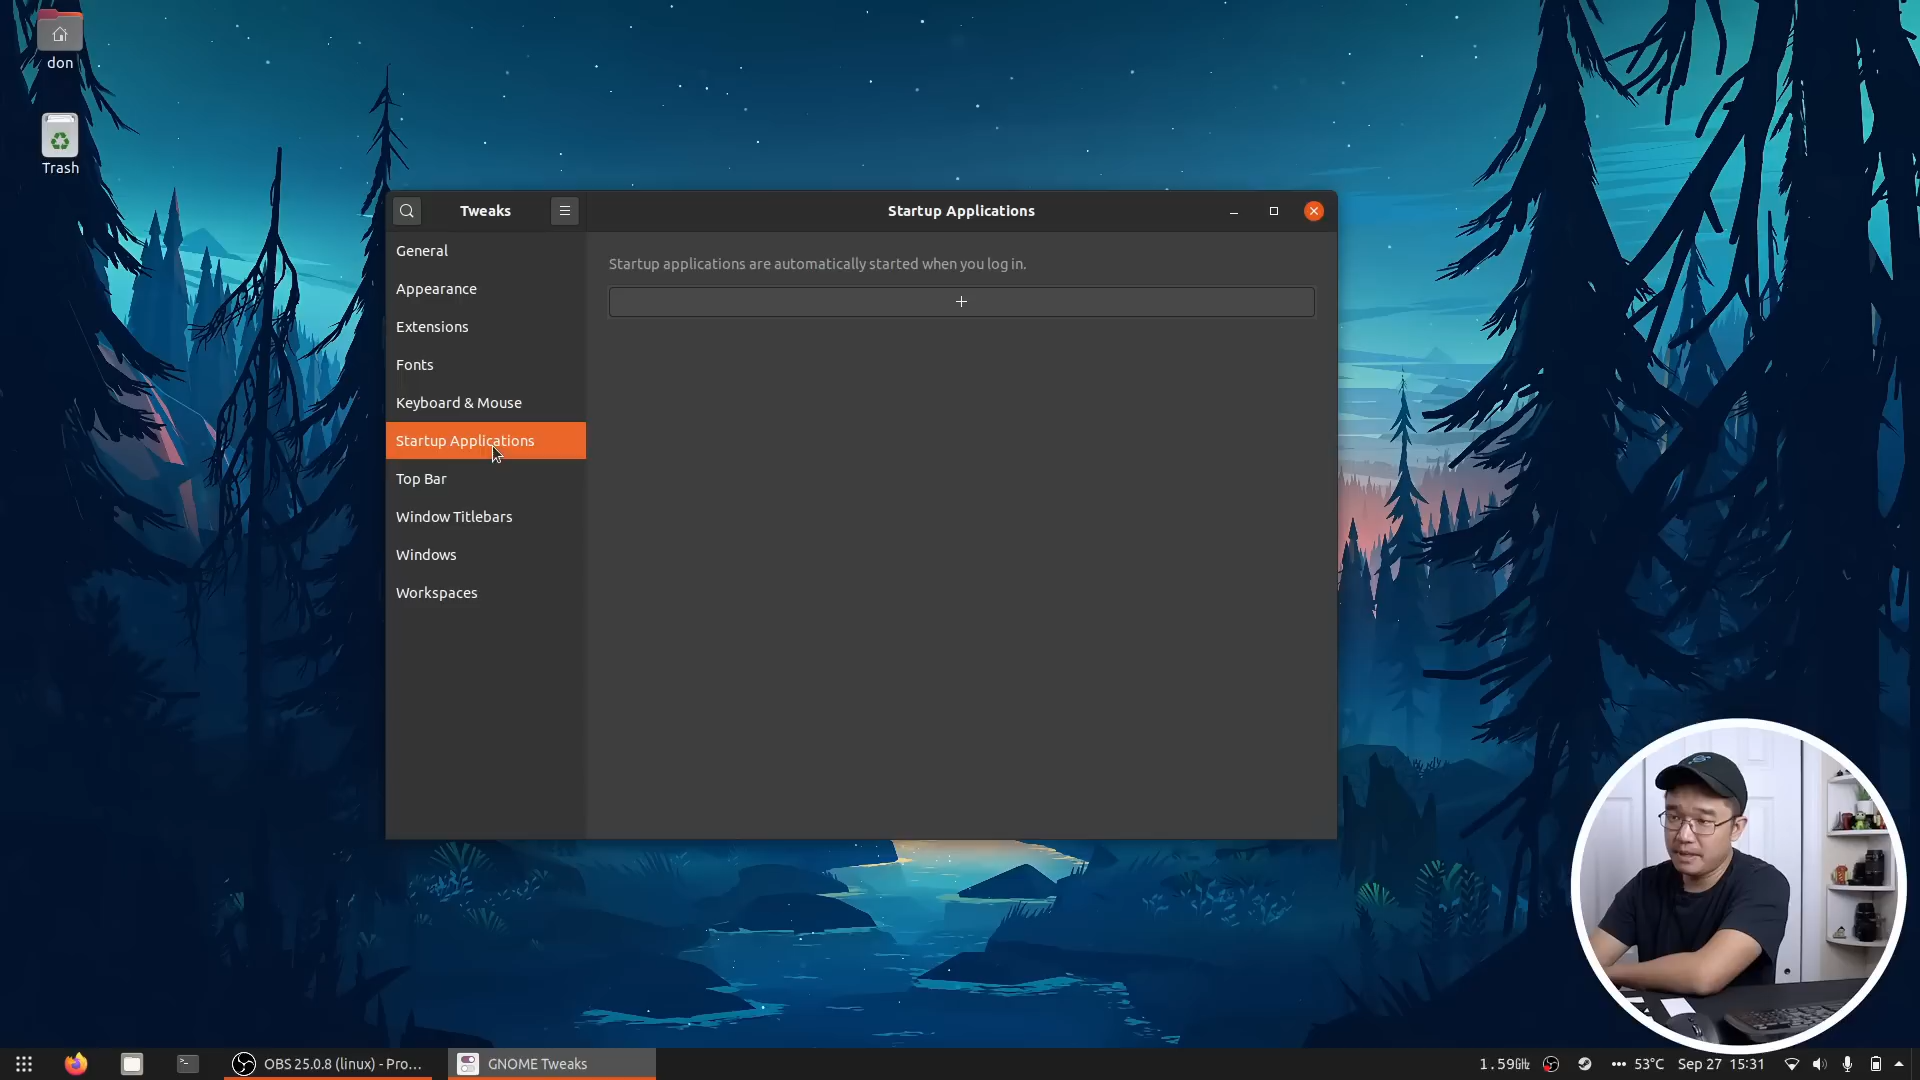 don
Trash
Tweaks
Startup Applications
General
Appearance
Extensions
Fonts
Keyboard & Mouse
Startup Applications
Top Bar
Window Titlebars
Windows
Workspaces
Startup applications are automatically started when you log in.
+
OBS 25.0.8 (linux) - Pro...
GNOME Tweaks
1.59GHz
53°C
Sep 27 15:31